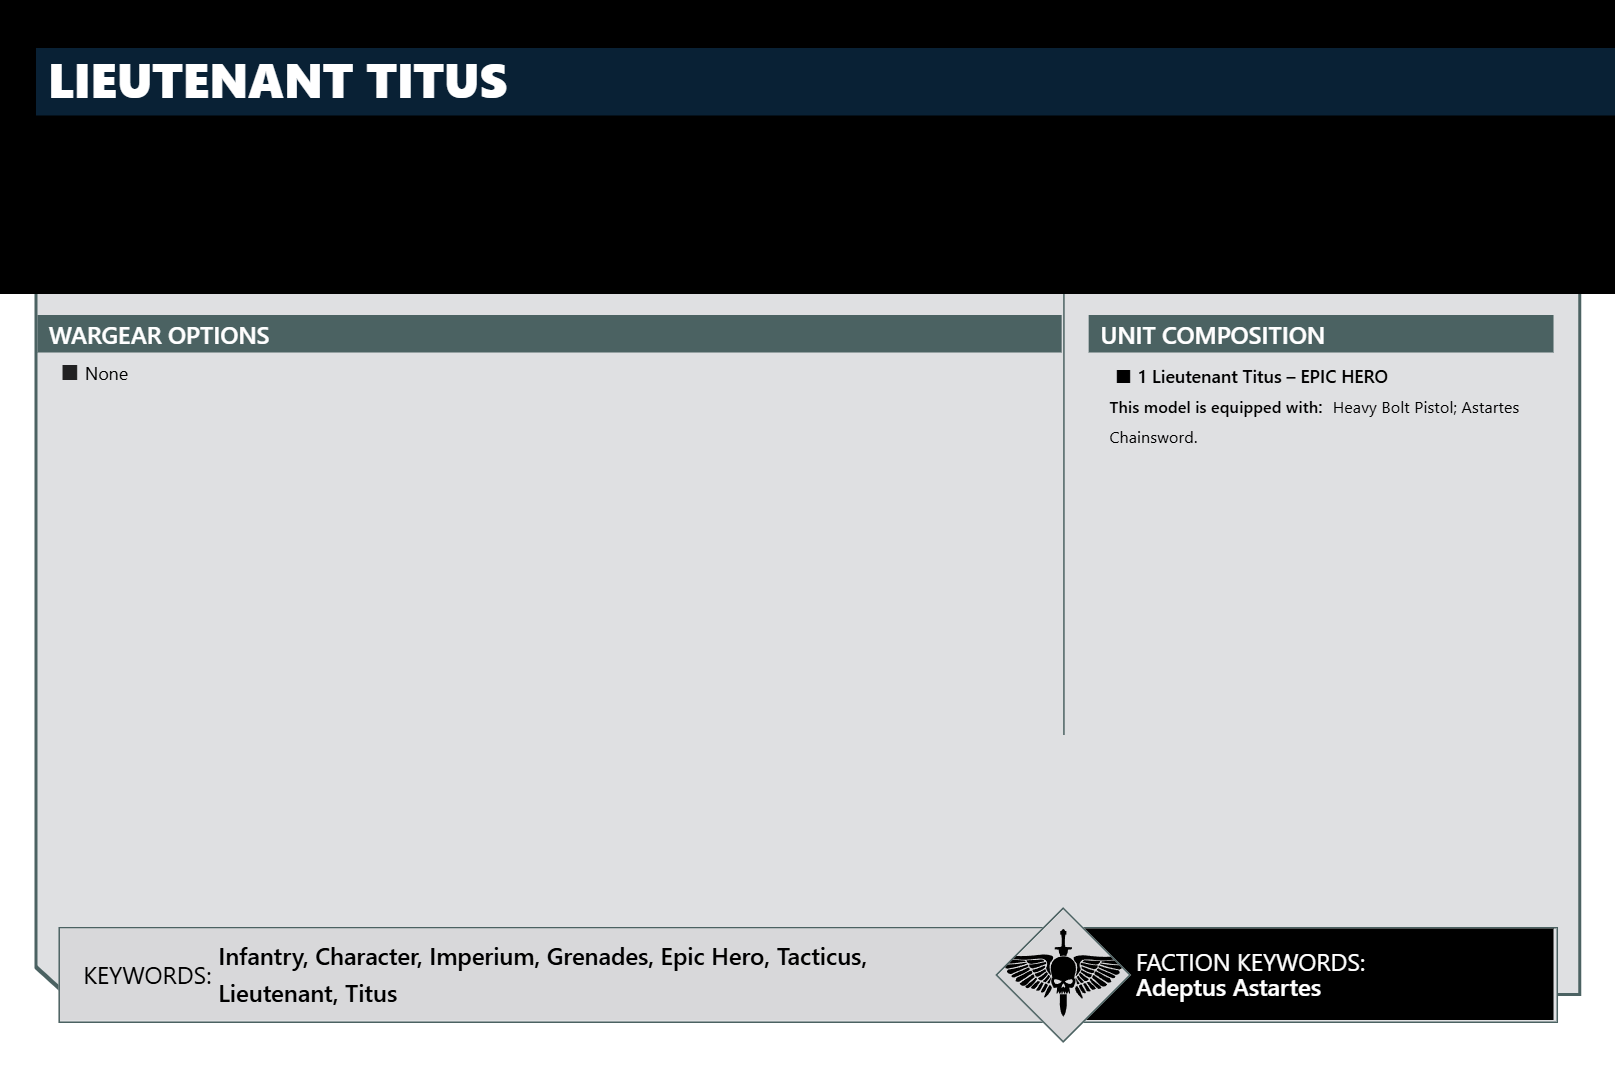 LIEUTENANT TITUS
WARGEAR OPTIONS
■ None
UNIT COMPOSITION
■ 1 Lieutenant Titus – EPIC HERO
This model is equipped with: Heavy Bolt Pistol; Astartes
Chainsword.
KEYWORDS:
Infantry, Character, Imperium, Grenades, Epic Hero, Tacticus,
Lieutenant, Titus
FACTION KEYWORDS:
Adeptus Astartes